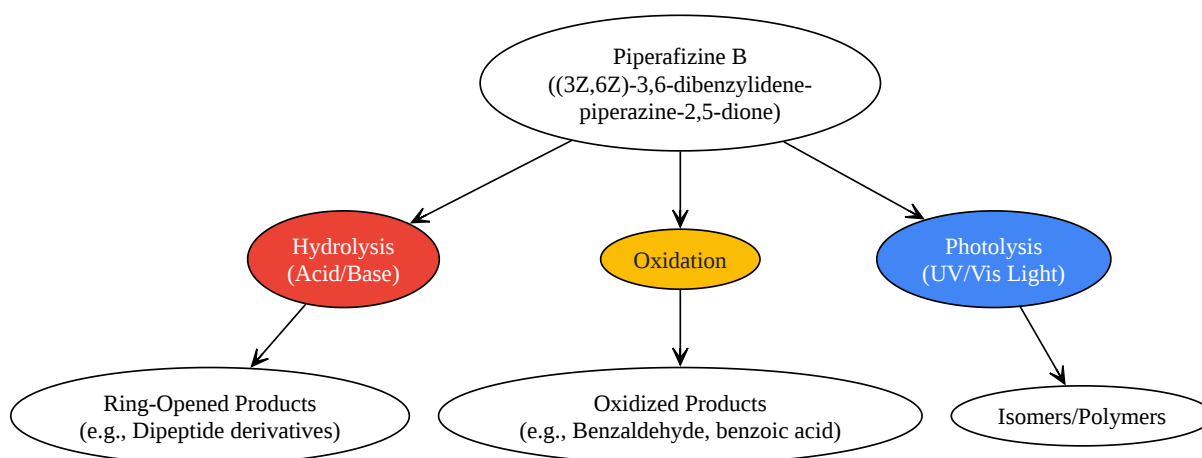 Piperafizine B
((3Z,6Z)-3,6-dibenzylidene-
piperazine-2,5-dione)
Hydrolysis
(Acid/Base)
Oxidation
Photolysis
(UV/Vis Light)
Ring-Opened Products
(e.g., Dipeptide derivatives)
Oxidized Products
(e.g., Benzaldehyde, benzoic acid)
Isomers/Polymers